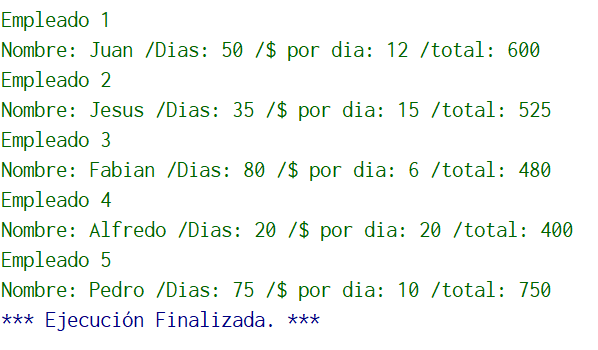 Empleado 1
Nombre: Juan /Dias: 50 /$ por dia: 12 /total: 600
Empleado 2
Nombre: Jesus /Dias: 35 /$ por dia: 15 /total: 525
Empleado 3
Nombre: Fabian /Dias: 80 /$ por dia: 6 /total: 480
Empleado 4
Nombre: Alfredo /Dias: 20 /$ por dia: 20 /total: 400
Empleado 5
Nombre: Pedro /Dias: 75 /$ por dia: 10 /total: 750
*** Ejecución Finalizada. ***